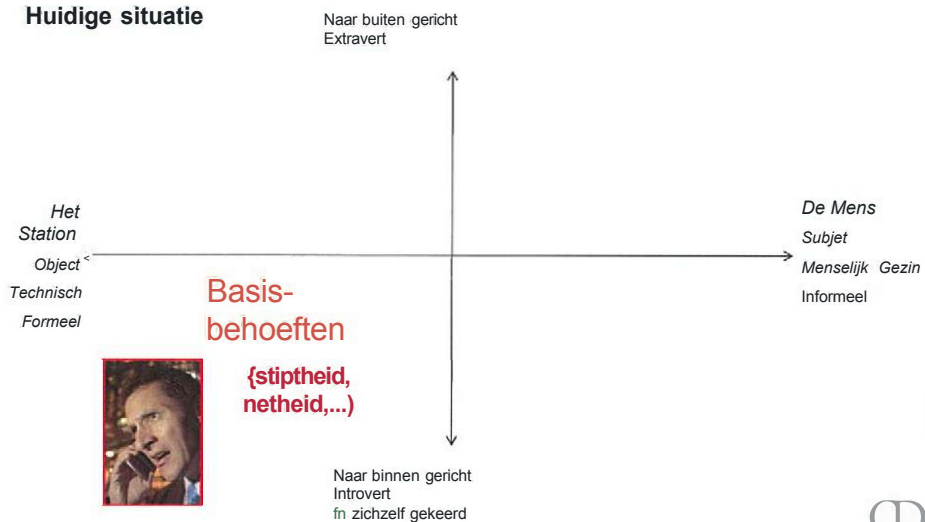 Huidige situatie
Naar buiten gericht
Extravert
Het
Station
Object <
Technisch
Formeel
De Mens
Subjet
Menselijk Gezin
Informeel
Basis-
behoeften
{stiptheid,
netheid,...)
Naar binnen gericht
Introvert
fn zichzelf gekeerd